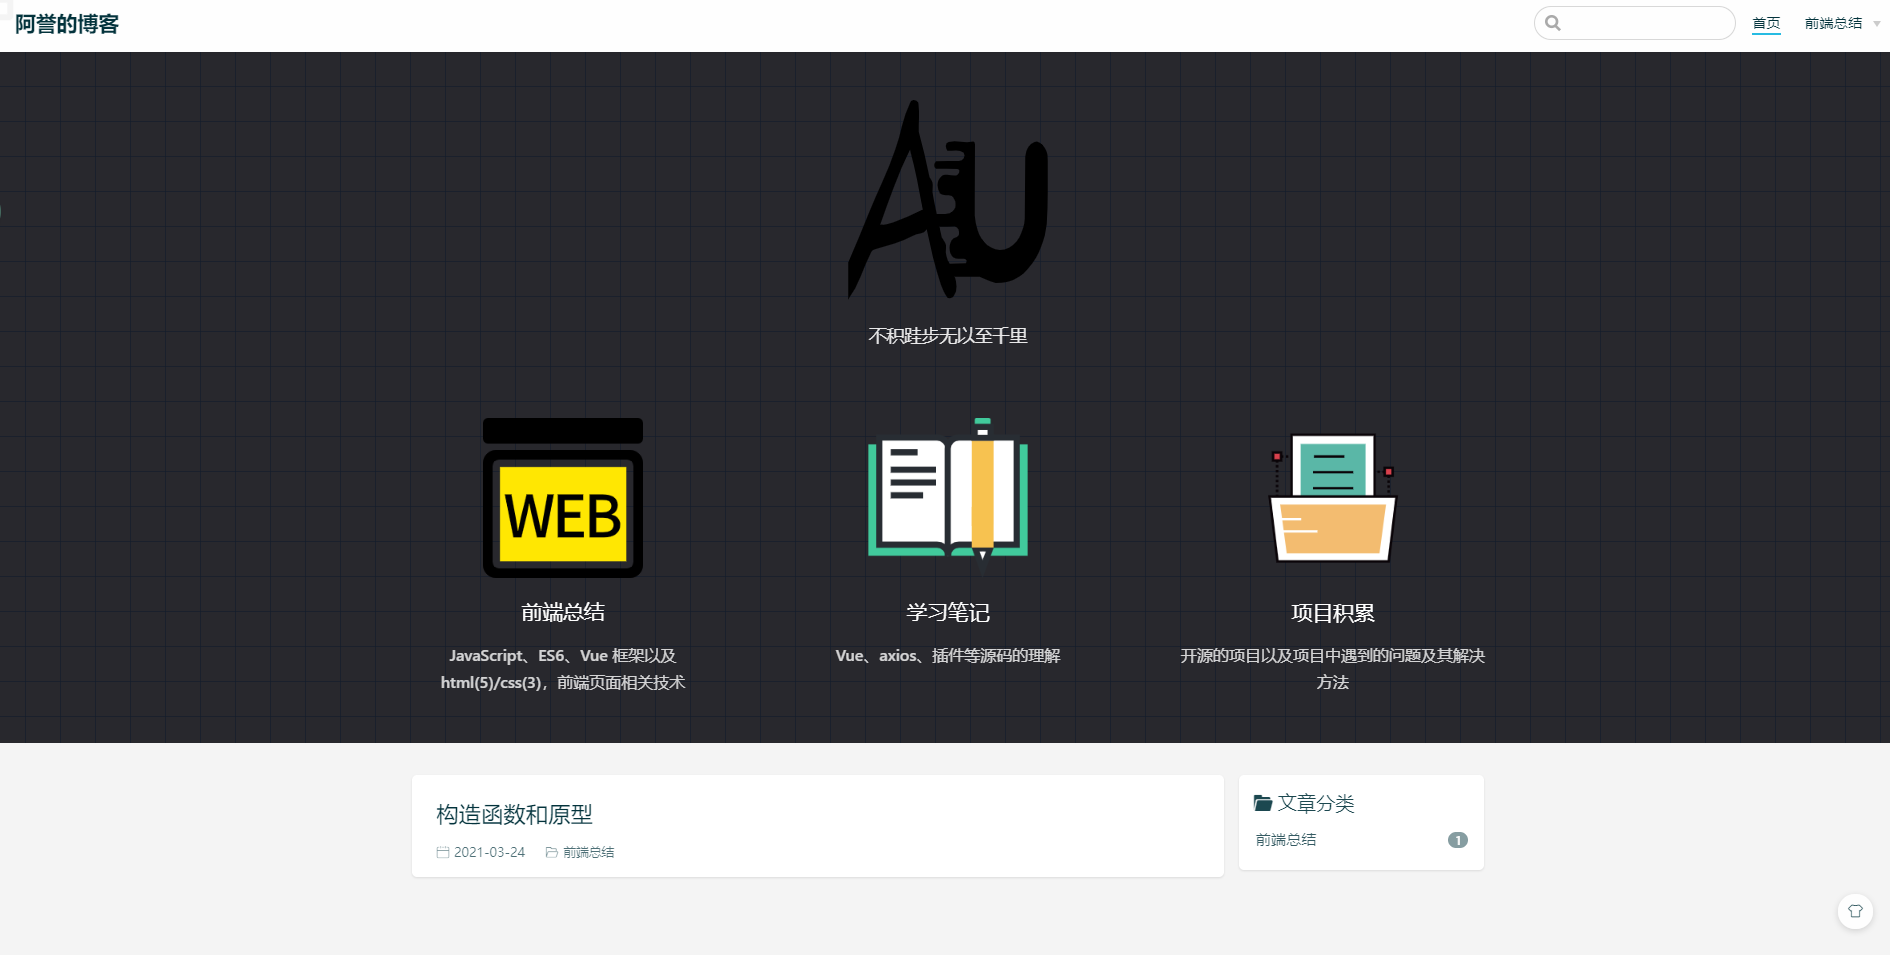 阿誉的博客
首页 前端总结
AU
不积跬步无以至千里
WEB
前端总结
JavaScript、ES6、Vue 框架以及
html(5)/css(3)，前端页面相关技术
学习笔记
Vue、axios、插件等源码的理解
项目积累
开源的项目以及项目中遇到的问题及其解决
方法
构造函数和原型
2021-03-24 前端总结
文章分类
前端总结 1